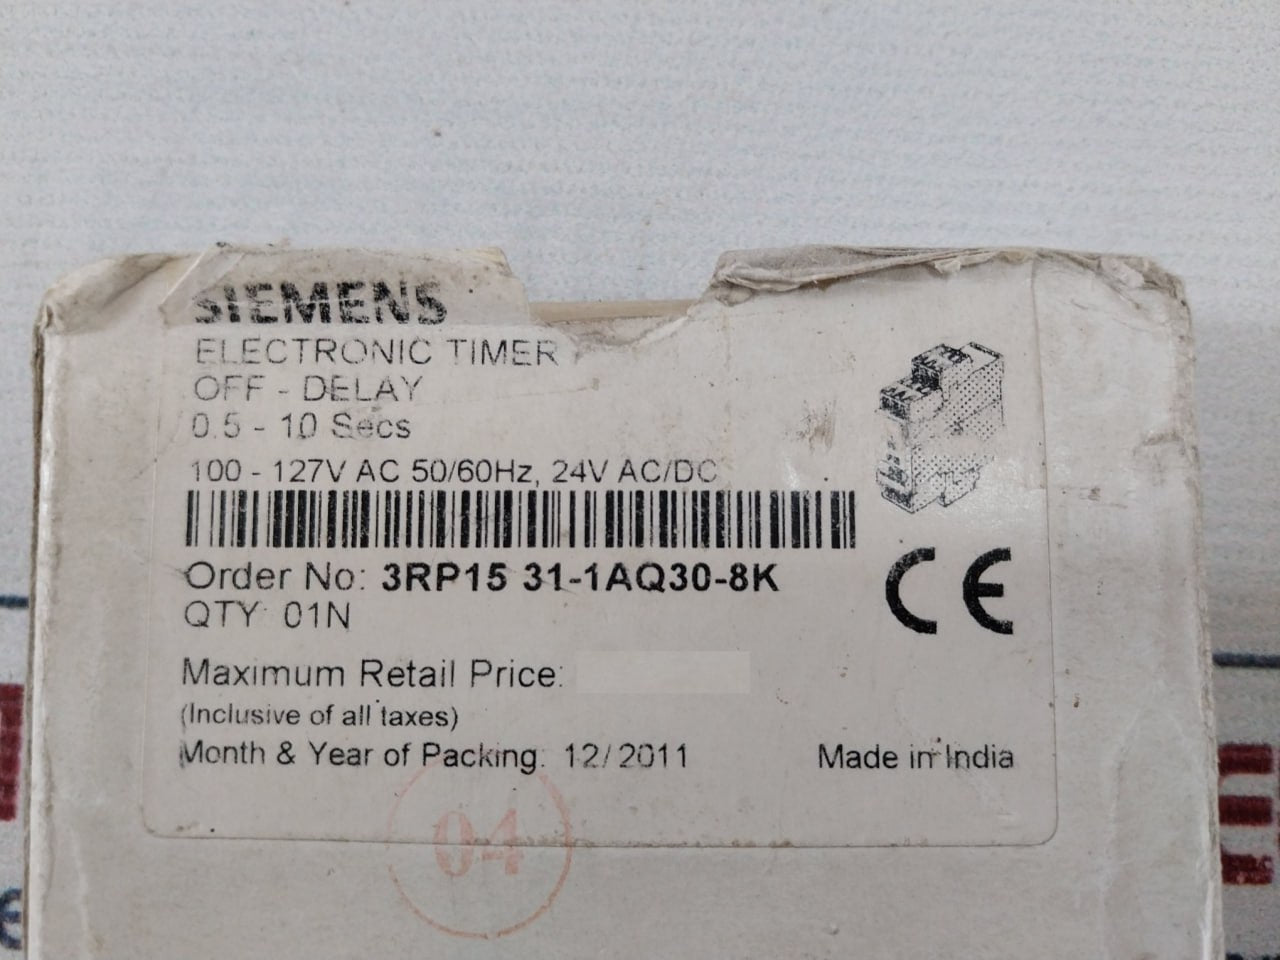 SIEMENS
ELECTRONIC TIMER
OFF - DELAY
0.5 - 10 Secs
100 - 127V AC 50/60Hz, 24V AC/DC
Order No: 3RP15 31-1AQ30-8K
QTY 01N
CE
Maximum Retail Price:
(Inclusive of all taxes)
Month & Year of Packing: 12/2011 Made in India
04